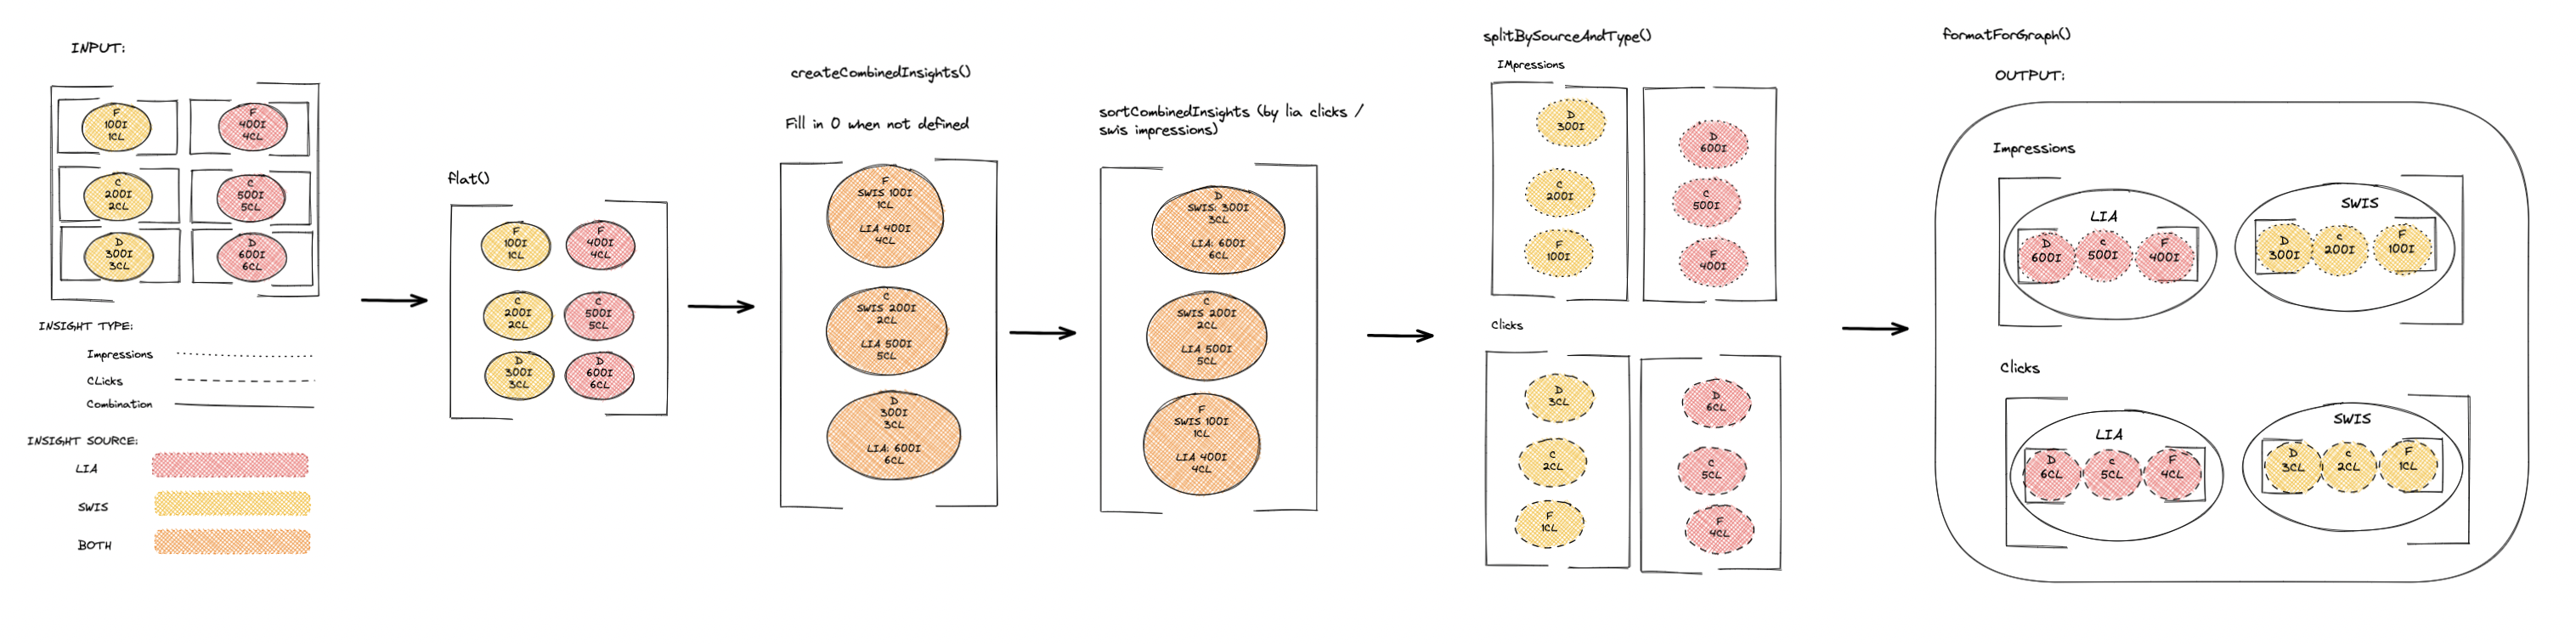 INPUT:
F
100I
1CL
F
400I
4CL
C
200I
2CL
C
500I
5CL
D
300I
3CL
D
600I
6CL
INSIGHT TYPE:
Impressions
CLicks
Combination
INSIGHT SOURCE:
LIA
SWIS
BOTH
flat()
F
100I
1CL
F
400I
4CL
C
200I
2CL
C
500I
5CL
D
300I
3CL
D
600I
6CL
createCombinedInsights()
Fill in 0 when not defined
F
SWIS 100I
1CL
LIA 400I
4CL
C
SWIS 200I
2CL
LIA 500I
5CL
D
300I
3CL
LIA: 600I
6CL
sortCombinedInsights (by lia clicks /
swis impressions)
D
SWIS: 300I
3CL
LIA: 600I
6CL
C
SWIS 200I
2CL
LIA 500I
5CL
F
SWIS 100I
1CL
LIA 400I
4CL
splitBySourceAndType()
IMpressions
D
300I
C
200I
F
100I
D
600I
C
500I
F
400I
Clicks
D
3CL
C
2CL
F
1CL
D
6CL
C
5CL
F
4CL
formatForGraph()
OUTPUT:
Impressions
LIA
D
600I
C
500I
F
400I
SWIS
D
300I
C
200I
F
100I
Clicks
LIA
D
6CL
C
5CL
F
4CL
SWIS
D
3CL
C
2CL
F
1CL